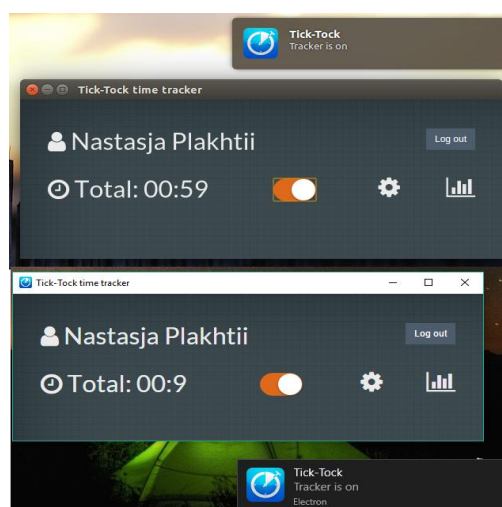 Tick-Tock
Tracker is on
Tick-Tock time tracker
Nastasja Plakhtii
Log out
Total: 00:59
Tick-Tock time tracker
Nastasja Plakhtii
Log out
Total: 00:9
Tick-Tock
Tracker is on
Electron